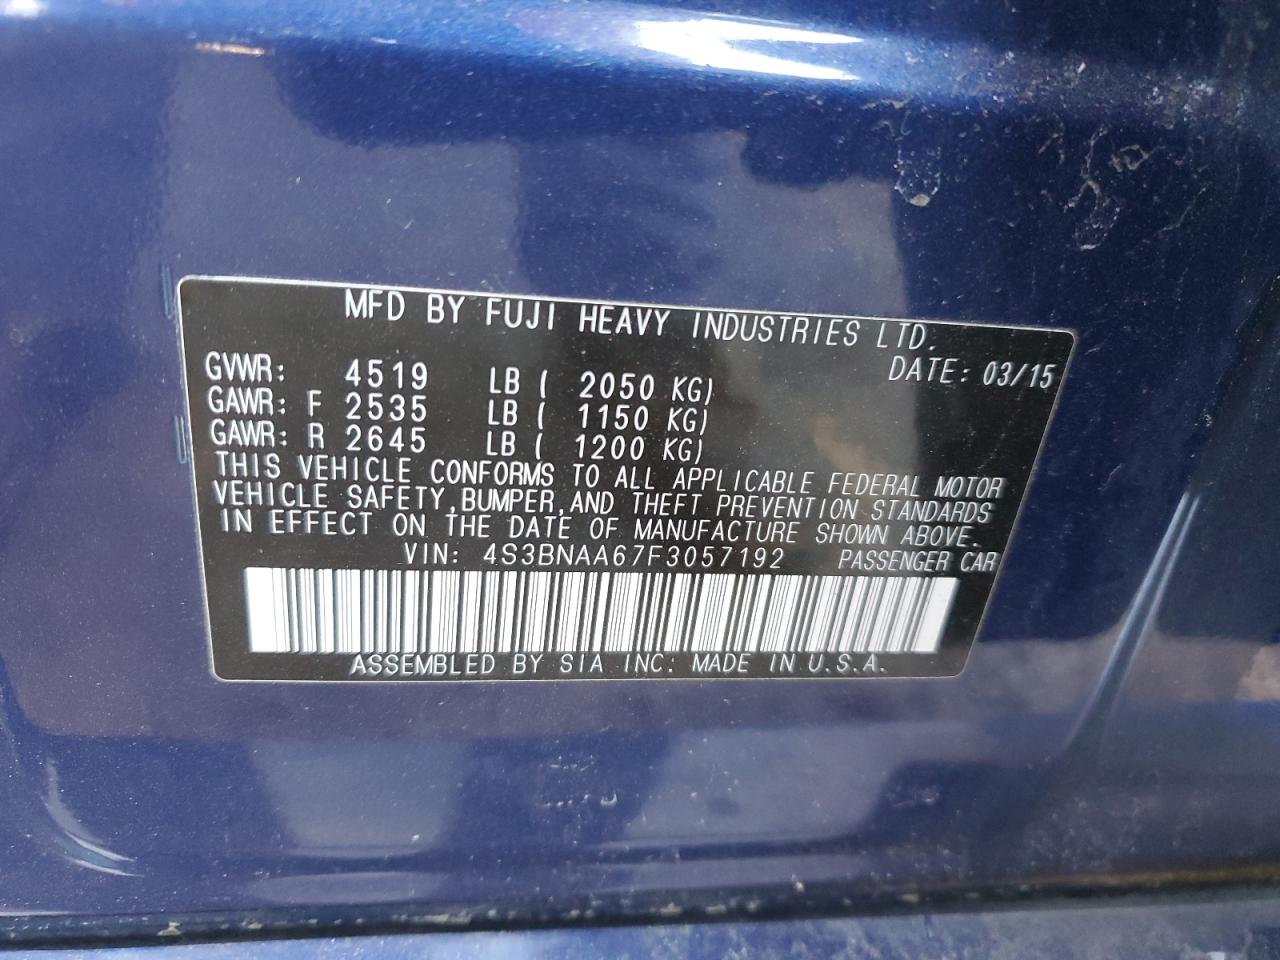 MFD BY FUJI HEAVY INDUSTRIES LTD.
DATE: 03/15
GVWR: 4519 LB ( 2050 KG)
GAWR: F 2535 LB ( 1150 KG)
GAWR: R 2645 LB ( 1200 KG)
THIS VEHICLE CONFORMS TO ALL APPLICABLE FEDERAL MOTOR
VEHICLE SAFETY,BUMPER,AND THEFT PREVENTION STANDARDS
IN EFFECT ON THE DATE OF MANUFACTURE SHOWN ABOVE.
VIN: 4S3BNAA67F3057192 PASSENGER CAR
ASSEMBLED BY SIA INC: MADE IN U.S.A.